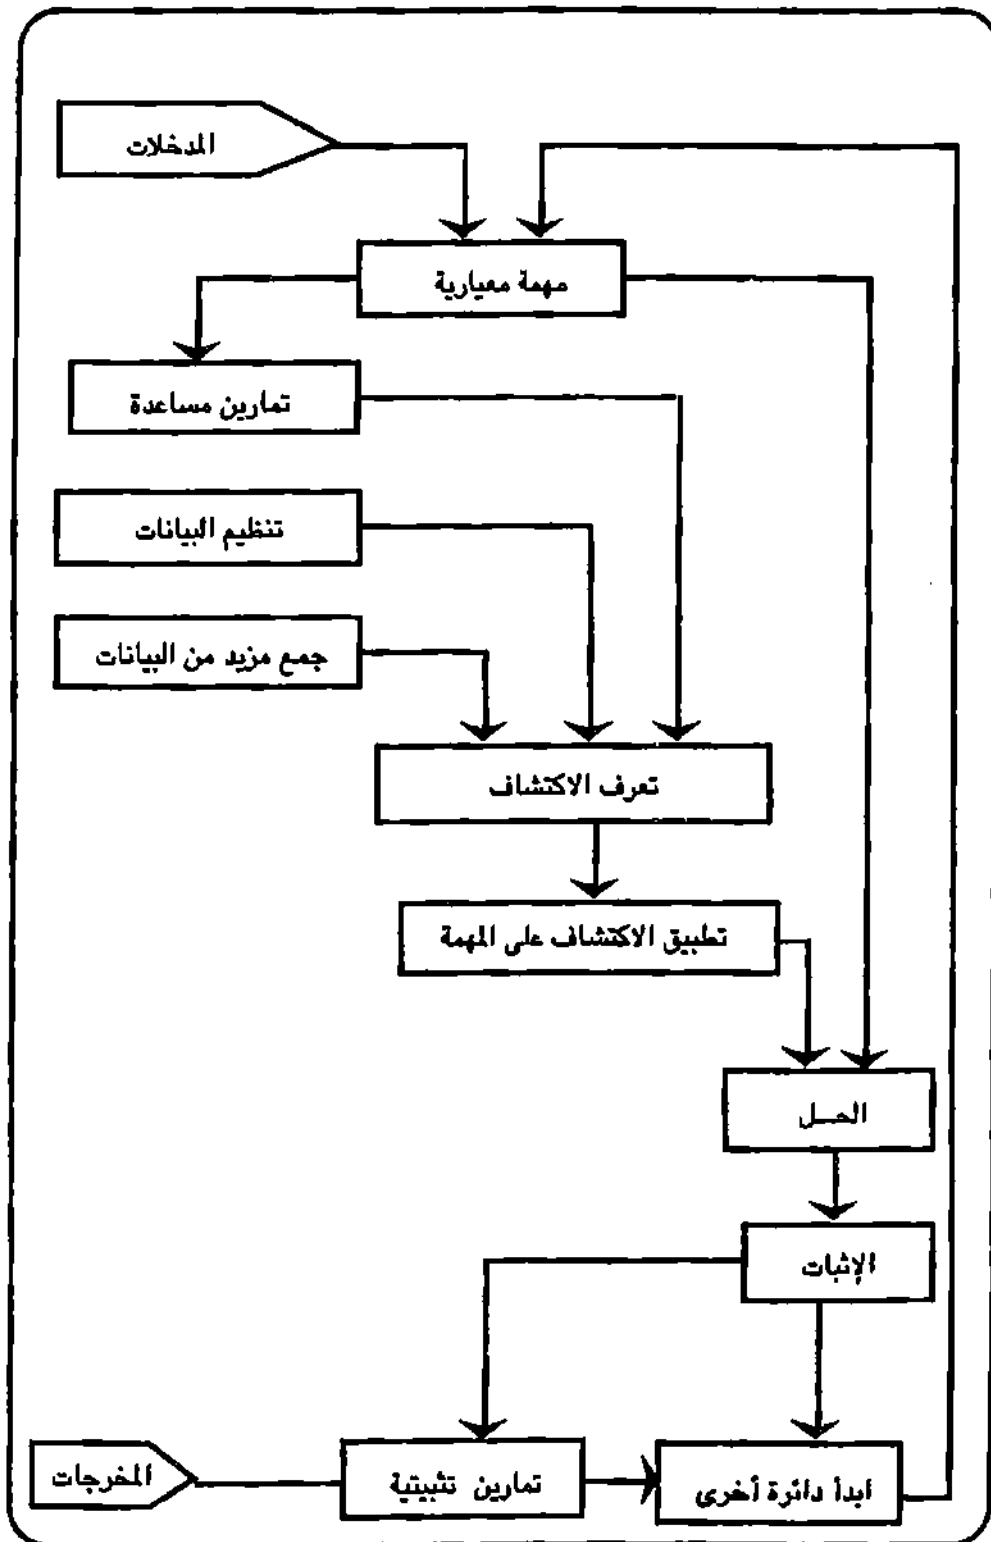 المدخلات
مهمة معيارية
تمارين مساعدة
تنظيم البيانات
جمع مزيد من البيانات
تعرف الاكتشاف
تطبيق الاكتشاف على المهمة
الحــل
الإثبات
ابدأ دائرة أخرى
تمارين تثبيتية
المخرجات